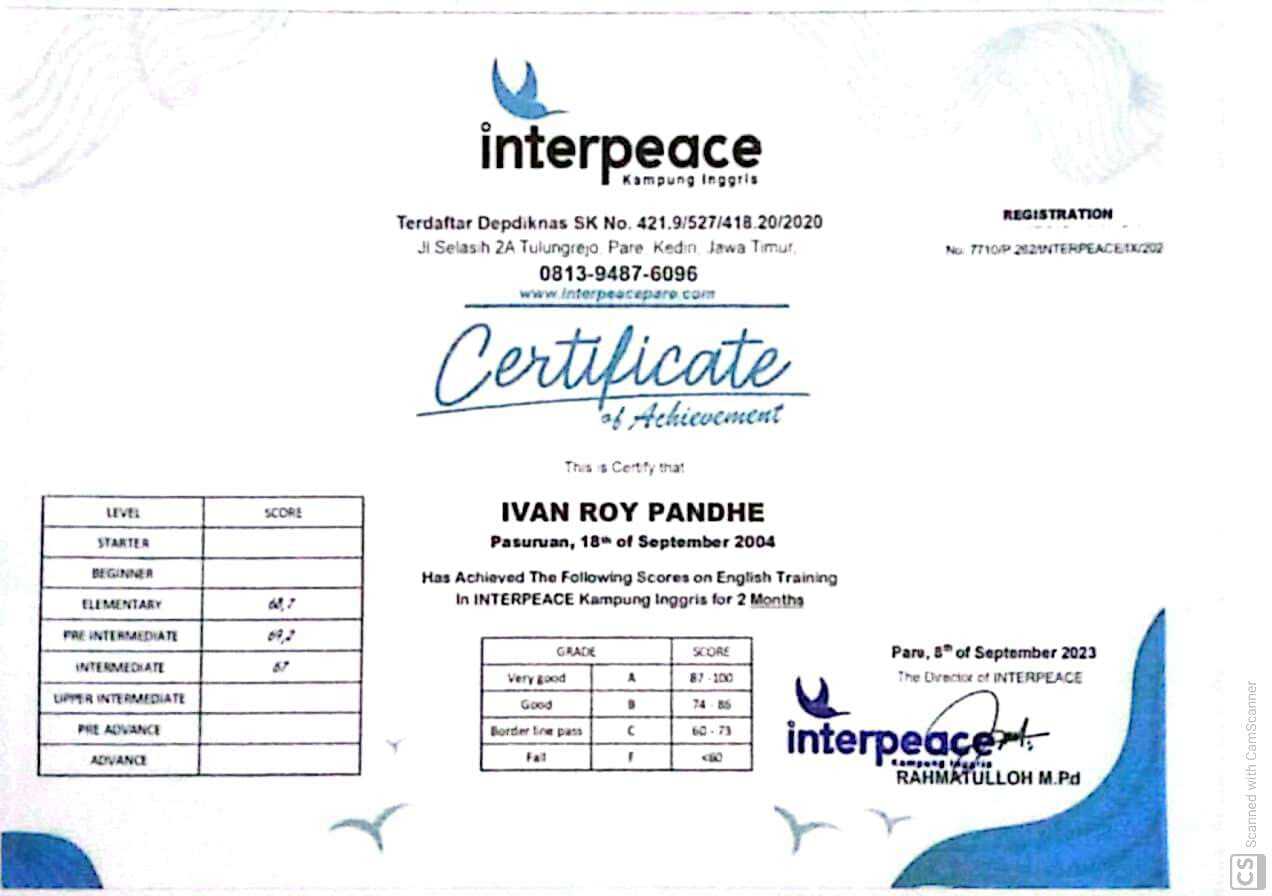 interpeace
Kampung Inggris
Terdaftar Depdiknas SK No. 421.9/527/418.20/2020
Jl Selasih 2A Tulungrejo, Pare, Kediri, Jawa Timur,
0813-9487-6096
www.interpeacepare.com
REGISTRATION
No. 7710/P.262/INTERPEACE/IX/202
Certificate
of Achievement
This is Certify that
IVAN ROY PANDHE
Pasuruan, 18th of September 2004
Has Achieved The Following Scores on English Training
In INTERPEACE Kampung Inggris for 2 Months
LEVEL SCORE
STARTER
BEGINNER
ELEMENTARY 68,7
PRE INTERMEDIATE 69,2
INTERMEDIATE 67
UPPER INTERMEDIATE
PRE ADVANCE
ADVANCE
GRADE SCORE
Very good A 87 - 100
Good B 74 - 86
Border line pass C 60 - 73
Fail F <60
Pare, 8th of September 2023
The Director of INTERPEACE
interpeace
Kampung Inggris
RAHMATULLOH M.Pd
CS Scanned with CamScanner